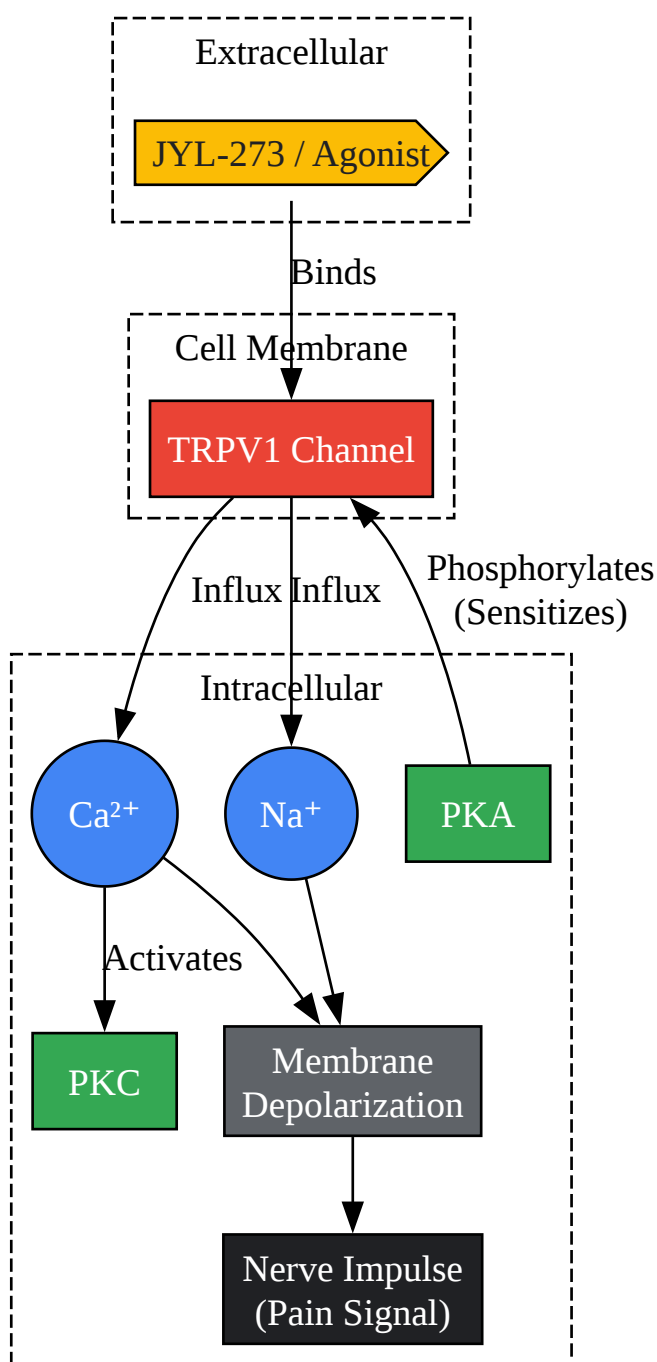 Extracellular
JYL-273 / Agonist
Binds
Cell Membrane
TRPV1 Channel
Influx
Influx
Phosphorylates
(Sensitizes)
Intracellular
Ca²⁺
Na⁺
PKA
Activates
PKC
Membrane
Depolarization
Nerve Impulse
(Pain Signal)